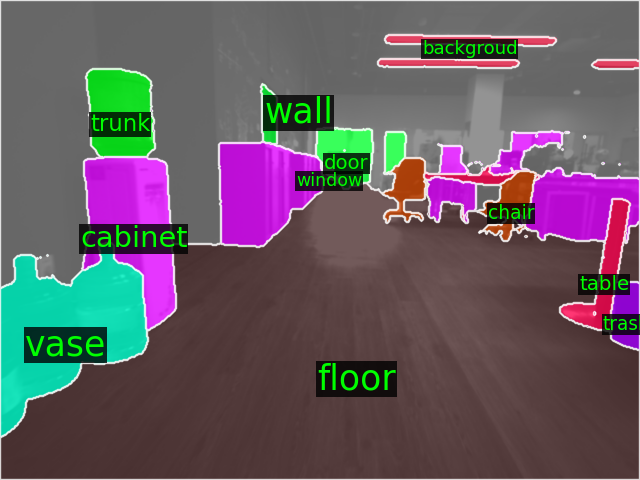 backgroud
wall
trunk
door
window
chair
cabinet
table
tras
vase
floor